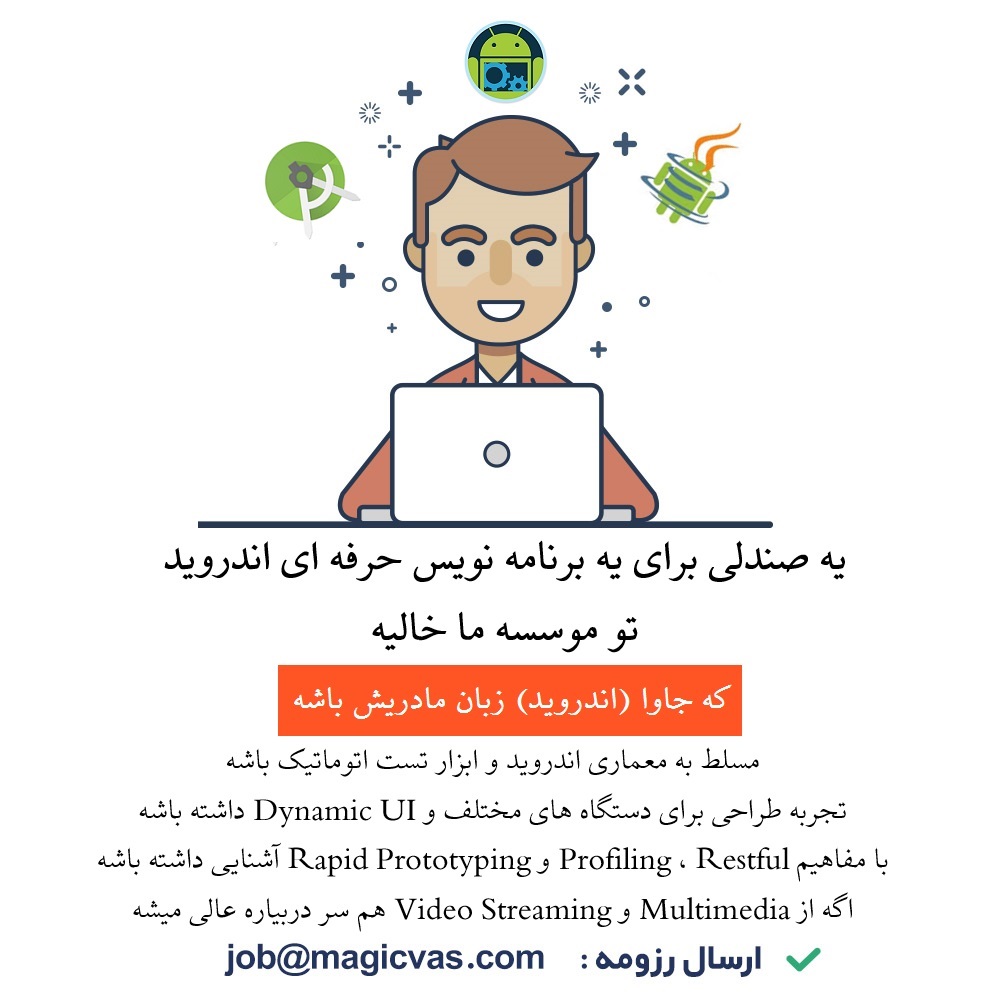 یه صندلی برای یه برنامه نویس حرفه ای اندروید
تو موسسه ما خالیه
که جاوا (اندروید) زبان مادریش باشه
مسلط به معماری اندروید و ابزار تست اتوماتیک باشه
تجربه طراحی برای دستگاه های مختلف و Dynamic UI داشته باشه
با مفاهیم Profiling ، Restful و Rapid Prototyping آشنایی داشته باشه
اگه از Multimedia و Video Streaming هم سر دربیاره عالی میشه
ارسال رزومه : job@magicvas.com